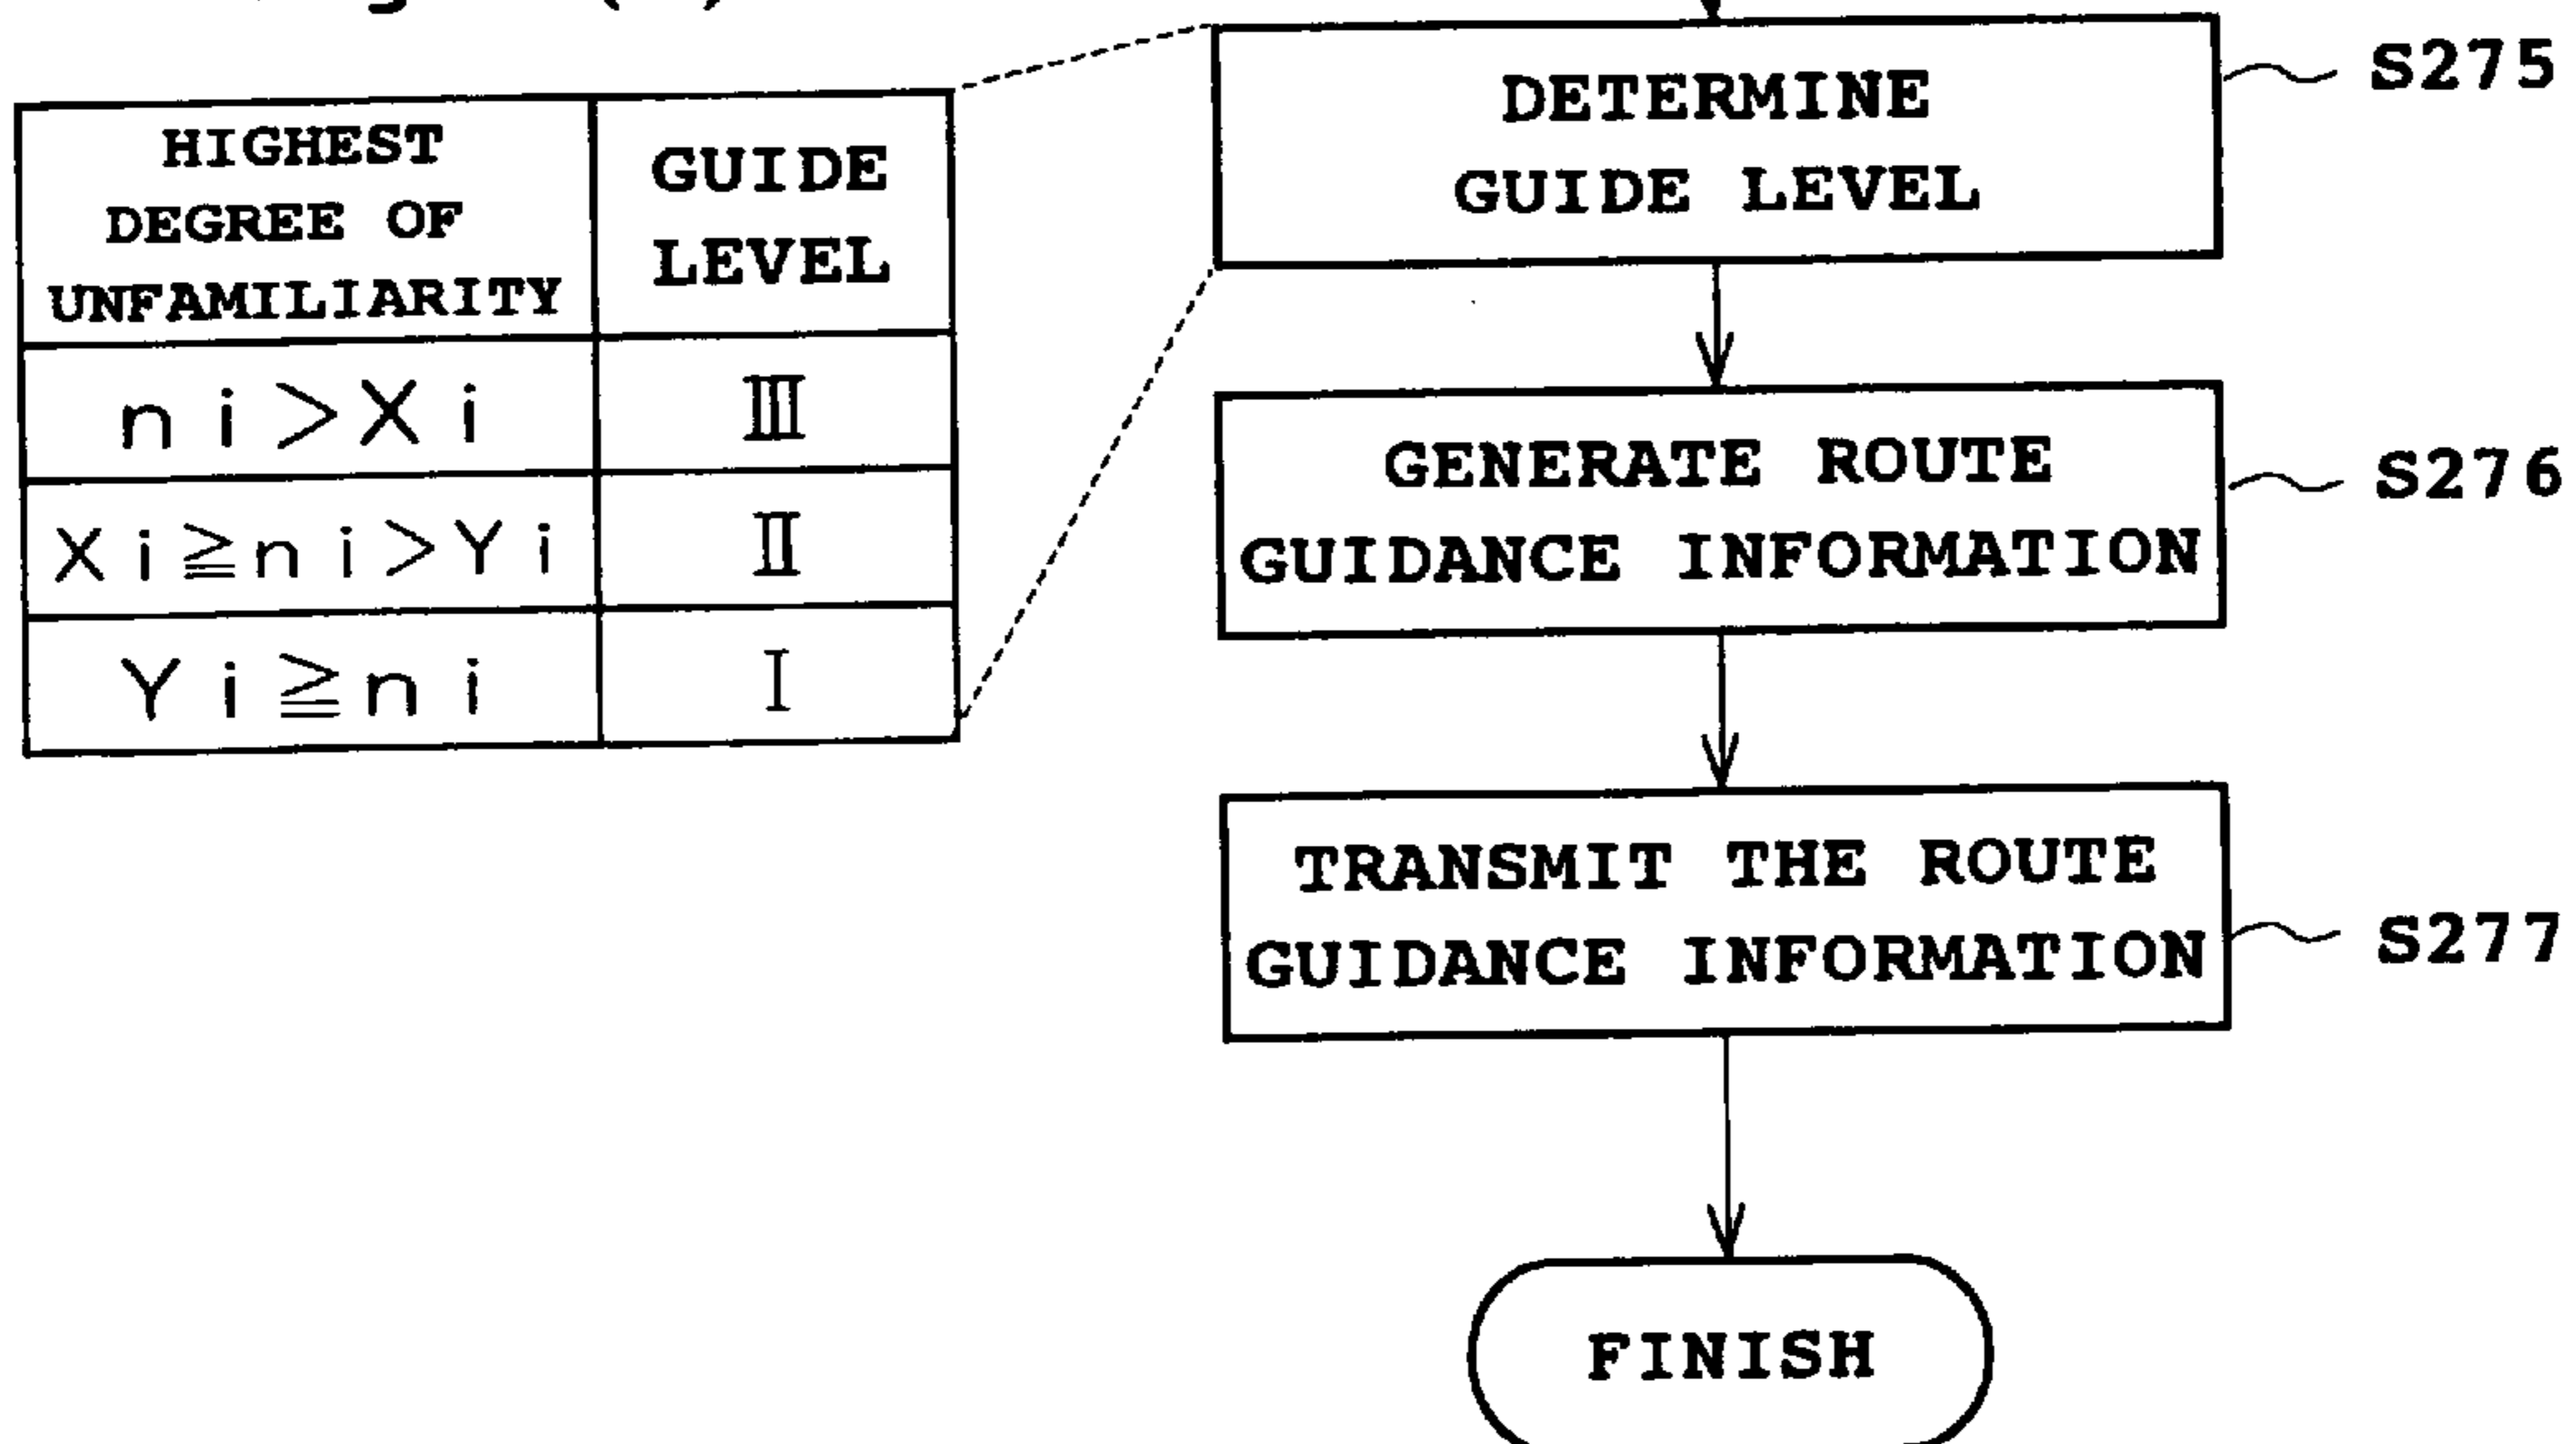 HIGHEST
DEGREE OF
UNFAMILIARITY
GUIDE
LEVEL
ni>Xi
III
Xi≧ni>Yi
II
Yi≧ni
I
DETERMINE
GUIDE LEVEL
S275
GENERATE ROUTE
GUIDANCE INFORMATION
S276
TRANSMIT THE ROUTE
GUIDANCE INFORMATION
S277
FINISH